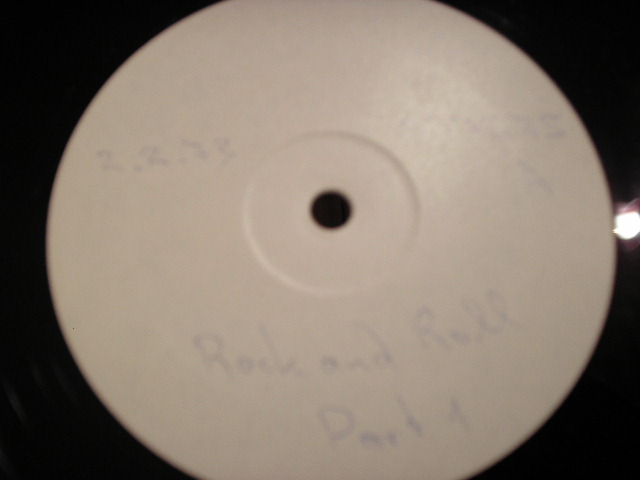 2.2.73
A
Rock and Roll
Part 1